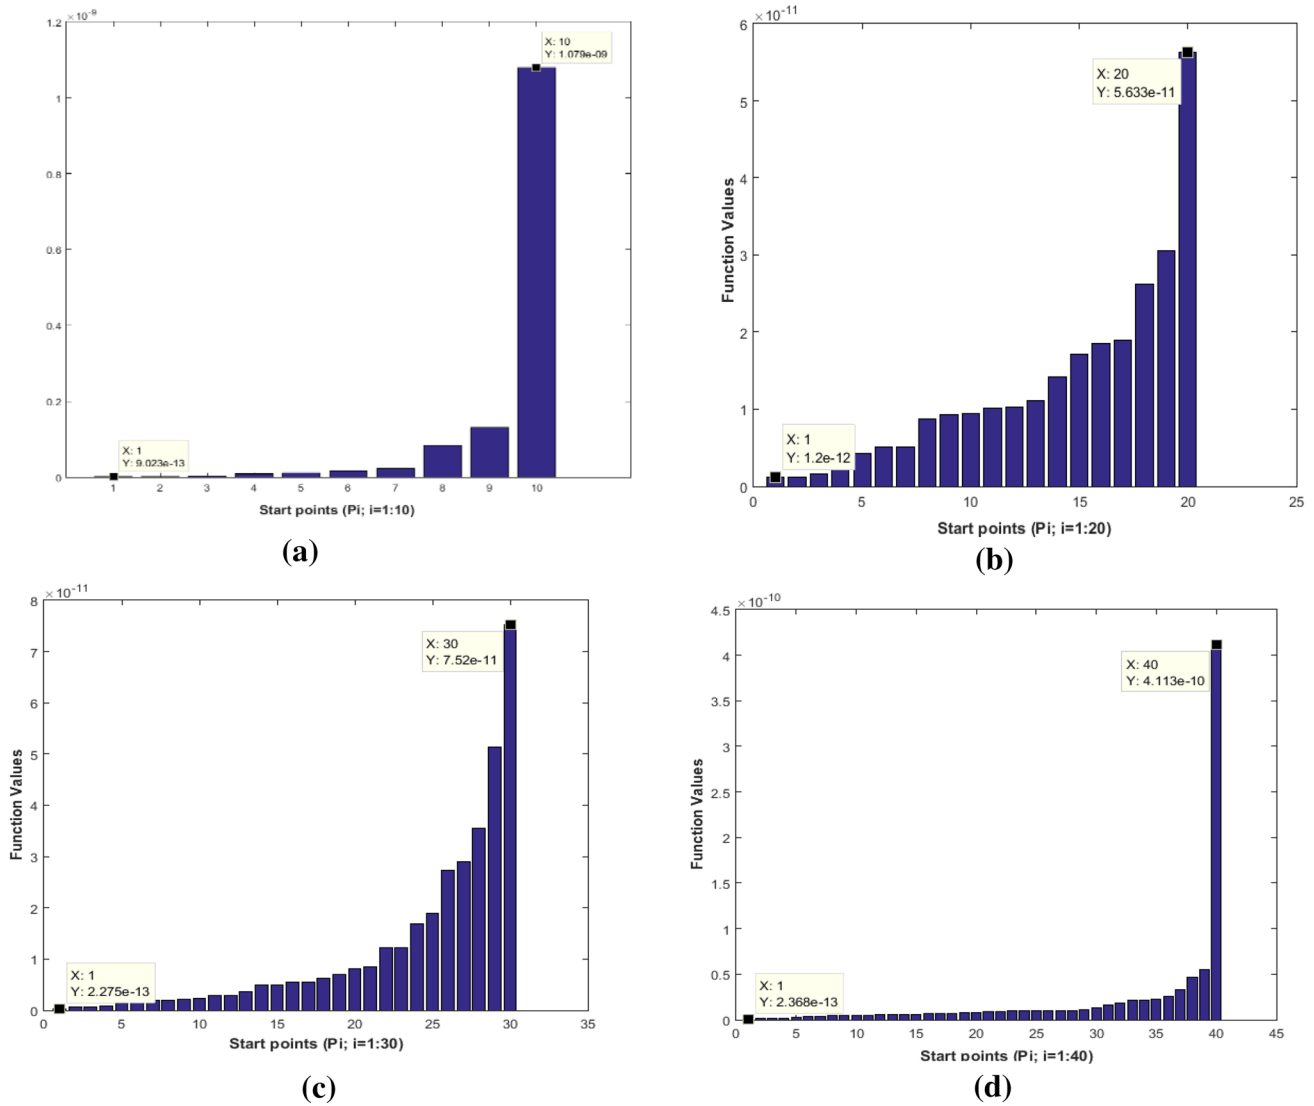 ×10^-9
1.2
1
0.8
0.6
0.4
0.2
0
X: 10
Y: 1.079e-09
X: 1
Y: 9.023e-13
1 2 3 4 5 6 7 8 9 10
Start points (Pi; i=1:10)
(a)
×10^-11
6
5
4
3
2
1
0
Function Values
X: 20
Y: 5.633e-11
X: 1
Y: 1.2e-12
0 5 10 15 20 25
Start points (Pi; i=1:20)
(b)
×10^-11
8
7
6
5
4
3
2
1
0
Function Values
X: 30
Y: 7.52e-11
X: 1
Y: 2.275e-13
0 5 10 15 20 25 30 35
Start points (Pi; i=1:30)
(c)
×10^-10
4.5
4
3.5
3
2.5
2
1.5
1
0.5
0
Function Values
X: 40
Y: 4.113e-10
X: 1
Y: 2.368e-13
0 5 10 15 20 25 30 35 40 45
Start points (Pi; i=1:40)
(d)